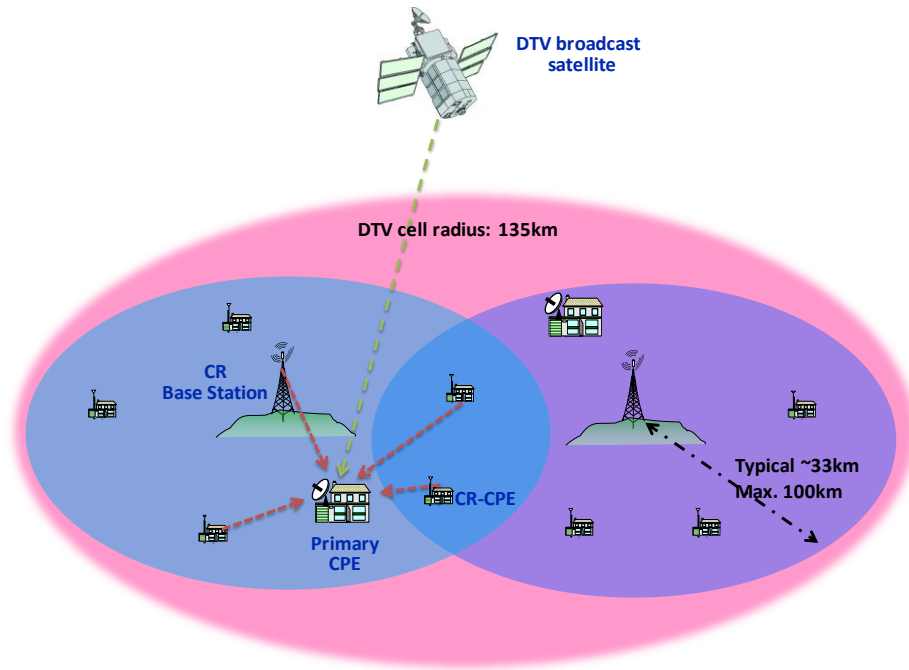 DTV broadcast
satellite
DTV cell radius: 135km
CR
Base Station
Typical ~33km
Max. 100km
CR-CPE
Primary
CPE